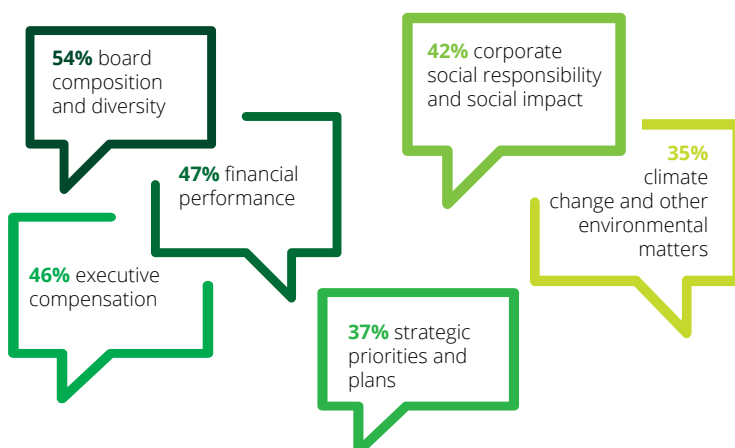 54% board
composition
and diversity
47% financial
performance
46% executive
compensation
42% corporate
social responsibility
and social impact
35%
climate
change and other
environmental
matters
37% strategic
priorities and
plans